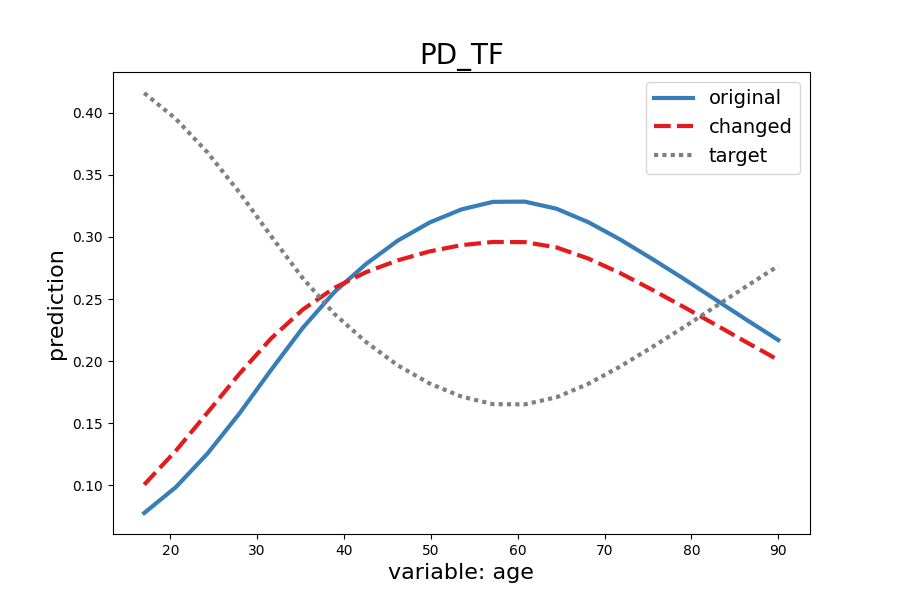 PD_TF
original
changed
target
0.40
0.35
0.30
0.25
0.20
0.15
0.10
prediction
20 30 40 50 60 70 80 90
variable: age